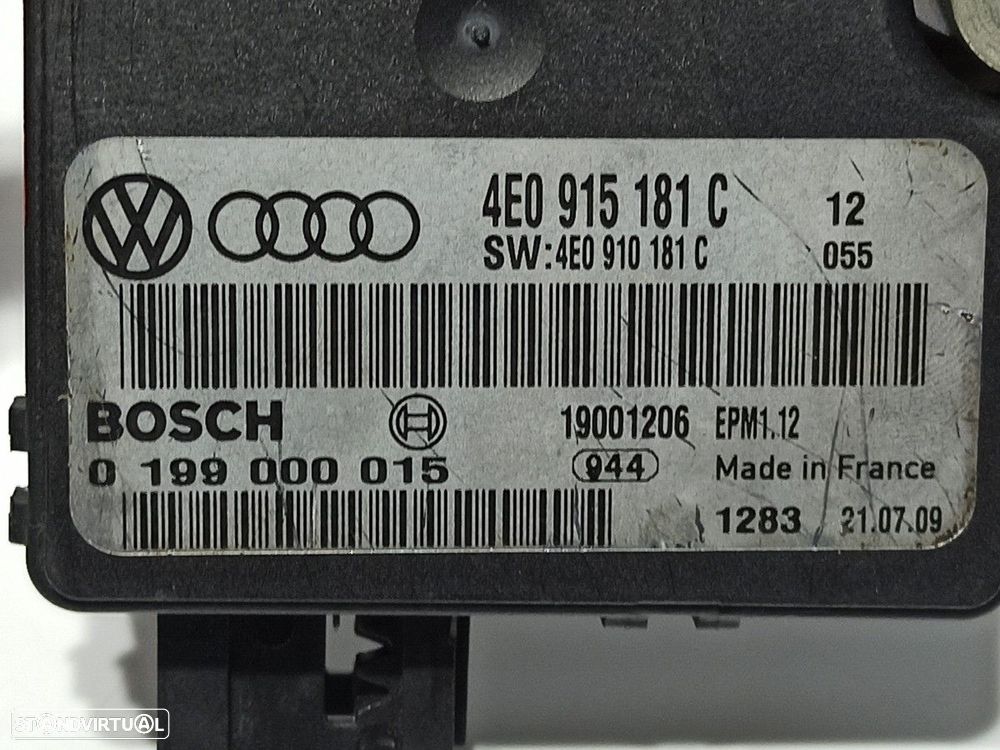 4E0 915 181 C 12
SW:4E0 910 181 C 055
BOSCH 19001206 EPM1.12
0 199 000 015 944 Made in France
1283 21.07.09
STANDVIRTUAL